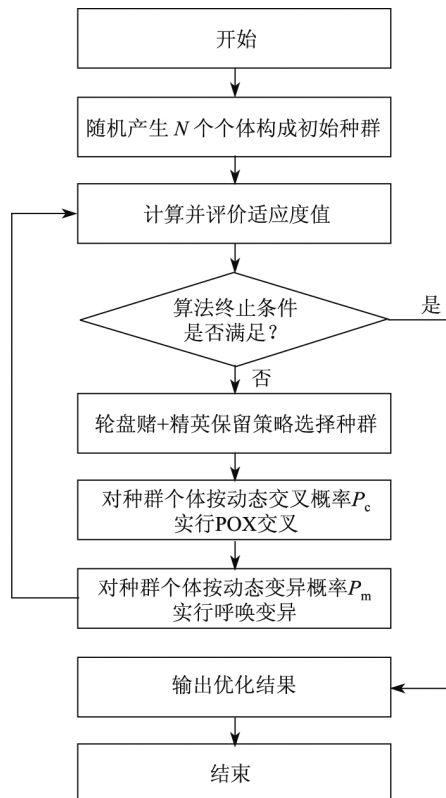 开始
随机产生 N 个个体构成初始种群
计算并评价适应度值
算法终止条件
是否满足？
是
否
轮盘赌+精英保留策略选择种群
对种群个体按动态交叉概率Pc
实行POX交叉
对种群个体按动态变异概率Pm
实行呼唤变异
输出优化结果
结束